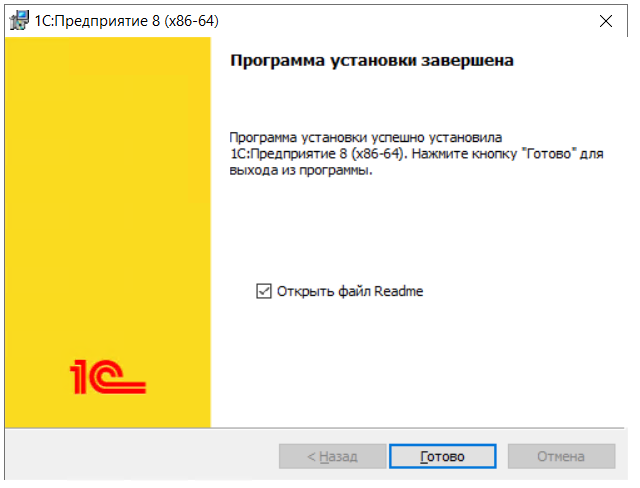 1С:Предприятие 8 (x86-64)
Программа установки завершена
Программа установки успешно установила
1С:Предприятие 8 (x86-64). Нажмите кнопку "Готово" для
выхода из программы.
Открыть файл Readme
1С
< Назад
Готово
Отмена